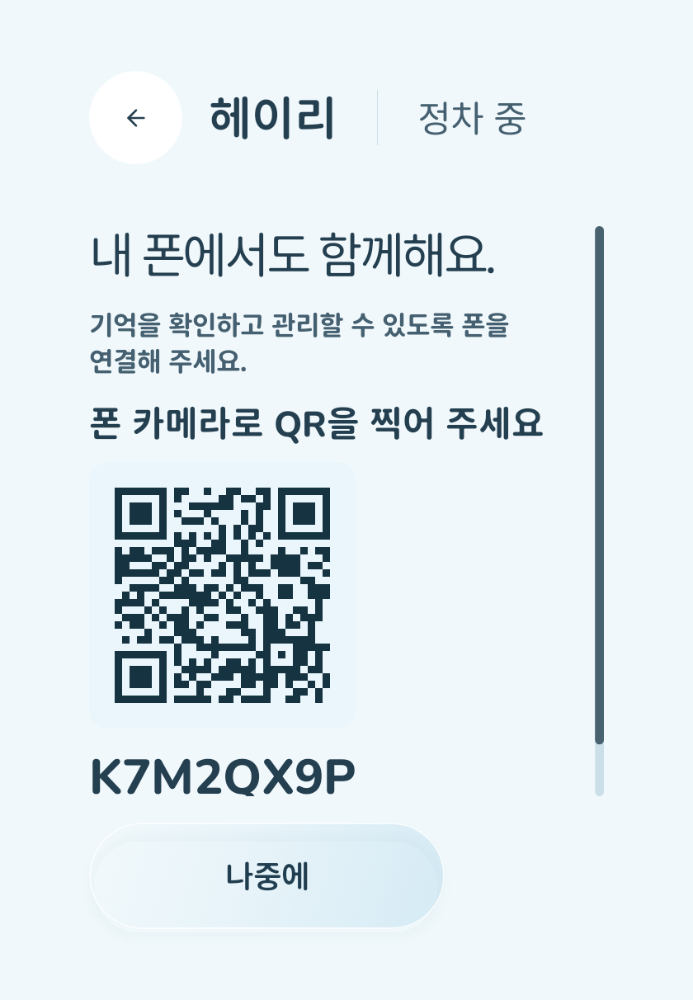 헤이리
정차 중
내 폰에서도 함께해요.
기억을 확인하고 관리할 수 있도록 폰을
연결해 주세요.
폰 카메라로 QR을 찍어 주세요
K7M2QX9P
나중에